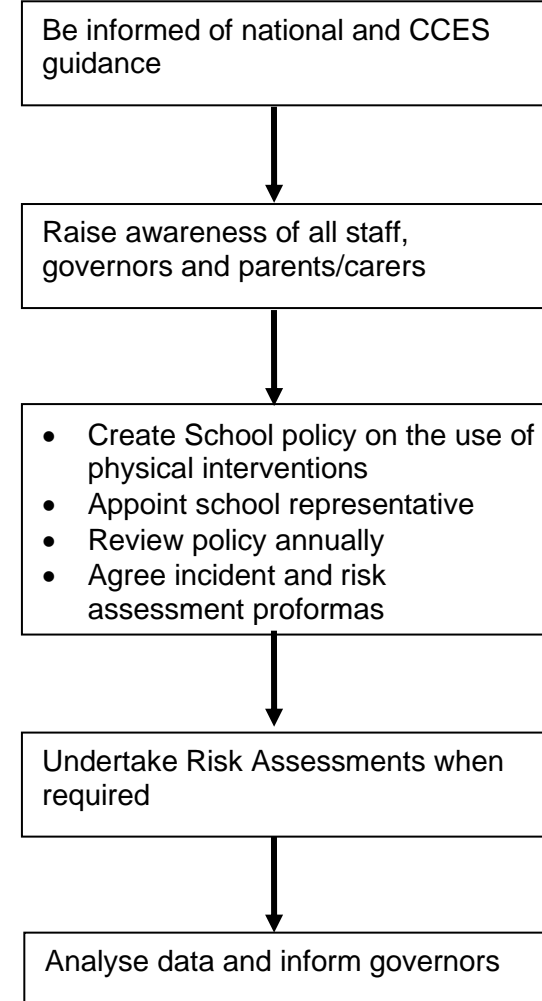 Be informed of national and CCES
guidance
Raise awareness of all staff,
governors and parents/carers
• Create School policy on the use of
physical interventions
• Appoint school representative
• Review policy annually
• Agree incident and risk
assessment proformas
Undertake Risk Assessments when
required
Analyse data and inform governors